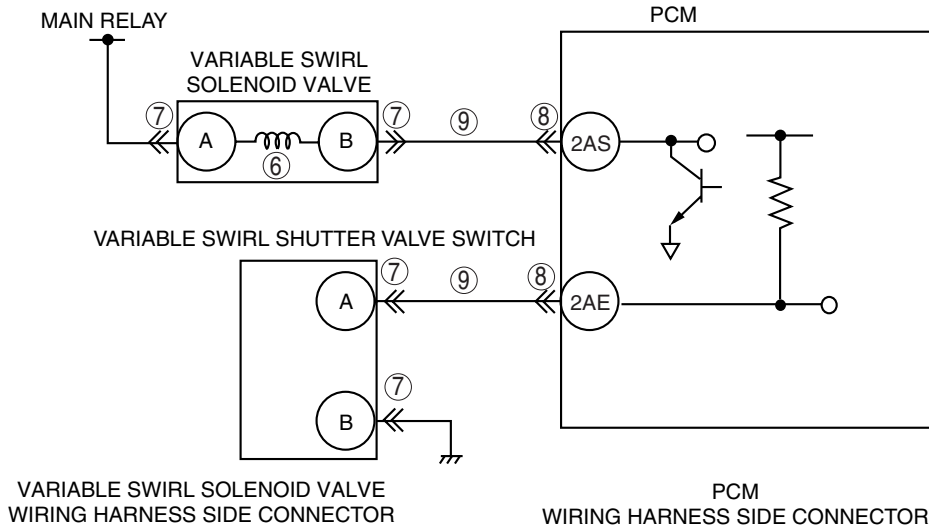 MAIN RELAY
PCM
VARIABLE SWIRL
SOLENOID VALVE
7
A
6
B
7
9
8
2AS
VARIABLE SWIRL SHUTTER VALVE SWITCH
A
7
9
8
2AE
B
7
VARIABLE SWIRL SOLENOID VALVE
WIRING HARNESS SIDE CONNECTOR
PCM
WIRING HARNESS SIDE CONNECTOR